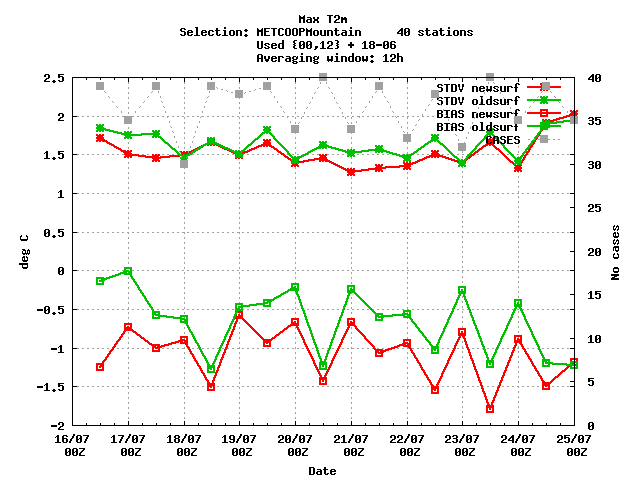 Max T2m
Selection: METCOOPMountain 40 stations
Used {00,12} + 18-06
Averaging window: 12h
STDV newsurf
STDV oldsurf
BIAS newsurf
BIAS oldsurf
CASES
2.5
2
1.5
1
0.5
0
-0.5
-1
-1.5
-2
deg C
40
35
30
25
20
15
10
5
0
No cases
16/07 17/07 18/07 19/07 20/07 21/07 22/07 23/07 24/07 25/07
00Z 00Z 00Z 00Z 00Z 00Z 00Z 00Z 00Z 00Z
Date